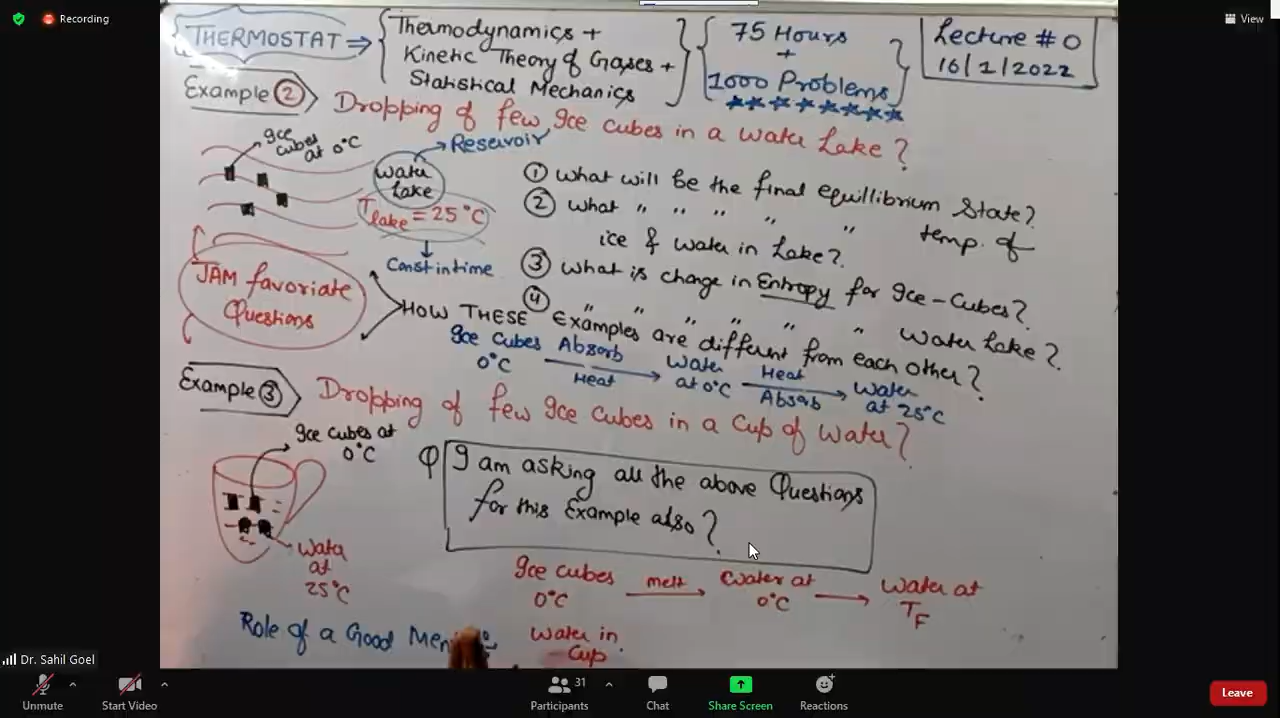 Recording
View
THERMOSTAT ⇒ { Thermodynamics +
Kinetic Theory of Gases +
Statistical Mechanics }
{ 75 Hours
+
1000 Problems }
Lecture # 0
16/1/2022
Example ②
Dropping of few Ice Cubes in a Water Lake?
Ice
Cubes
at 0°C
Reservoir
Water
Lake
T lake = 25°C
Const in time
① What will be the final equillibrium State?
② What " " " " " temp. of
ice & water in Lake?
③ What is change in Entropy for Ice-Cubes?
④ " " " " " " Water Lake?
JAM favoriate
Questions
HOW THESE Examples are different from each other?
Ice Cubes 0°C Absorb Heat → Water at 0°C Heat Absorb → Water at 25°C
Example ③
Dropping of few Ice Cubes in a Cup of Water?
Ice Cubes at
0°C
Water
at
25°C
Q I am asking all the above Questions
for this Example also?
Ice Cubes 0°C melt → Water at 0°C → Water at TF
Role of a Good
Water in
Cup
Dr. Sahil Goel
Unmute
Start Video
31
Participants
Chat
Share Screen
Reactions
Leave